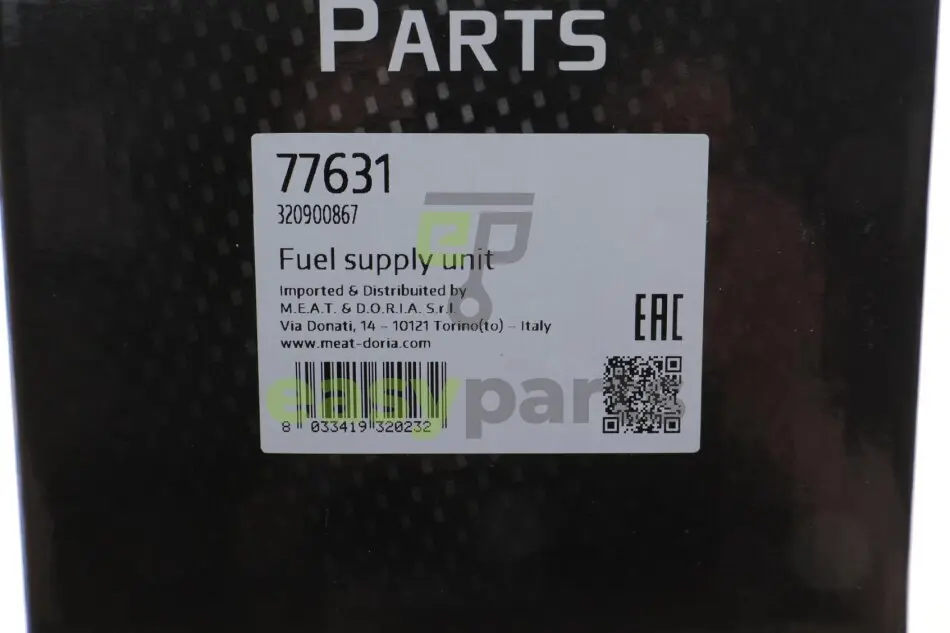 PARTS
77631
320900867
ep
Fuel supply unit
Imported & Distributed by
M.E.A.T. & D.O.R.I.A. S.r.l.
Via Donati, 14 – 10121 Torino(to) – Italy
www.meat-doria.com
EAC
easyparts
8 033419 320232